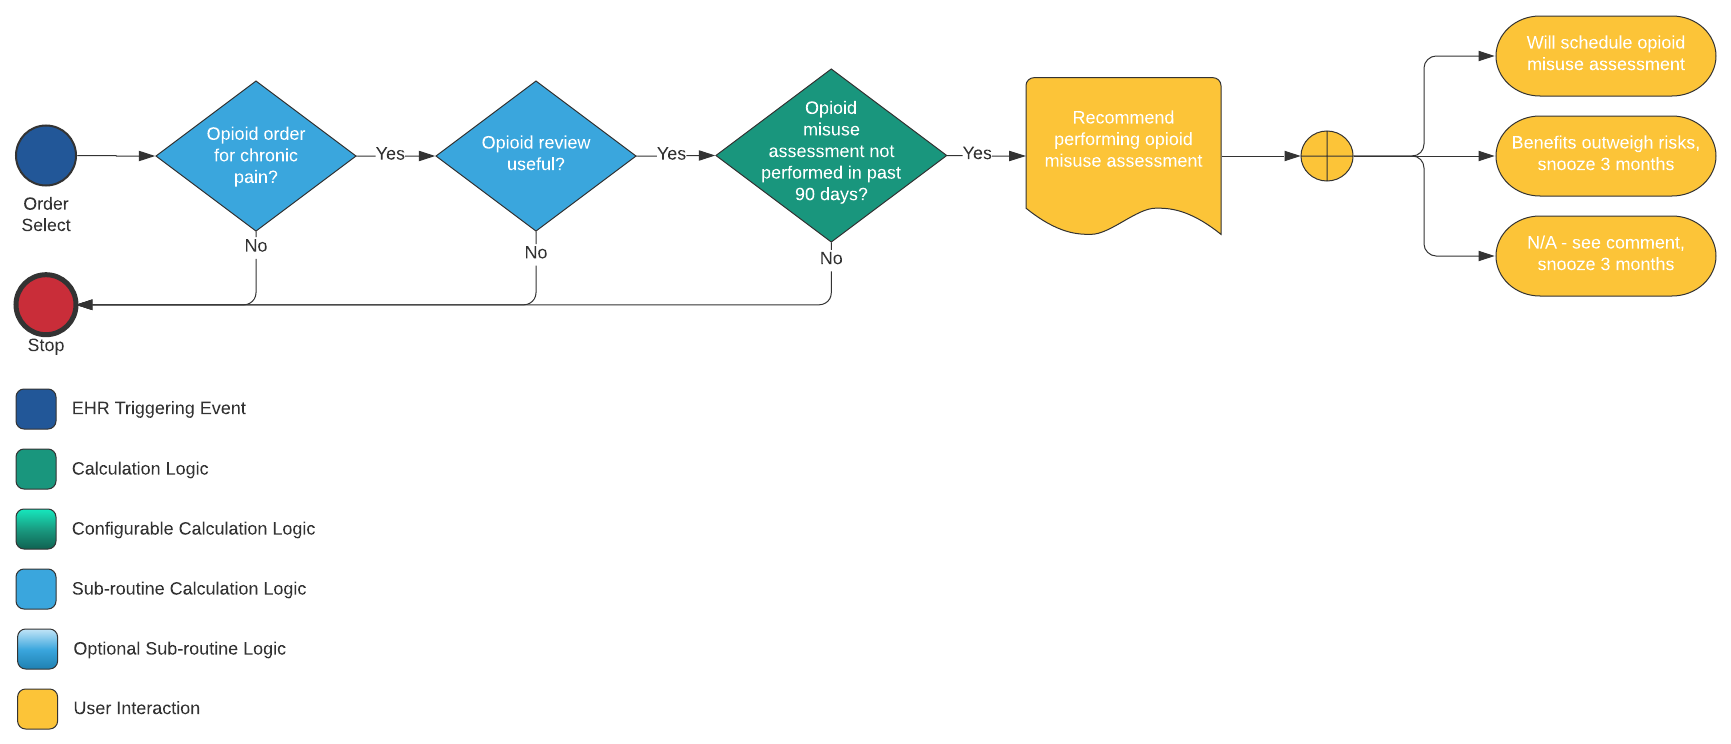 Order
Select
Opioid order
for chronic
pain?
Yes
No
Opioid review
useful?
Yes
No
Opioid
misuse
assessment not
performed in past
90 days?
Yes
No
Recommend
performing opioid
misuse assessment
Will schedule opioid
misuse assessment
Benefits outweigh risks,
snooze 3 months
N/A - see comment,
snooze 3 months
Stop
EHR Triggering Event
Calculation Logic
Configurable Calculation Logic
Sub-routine Calculation Logic
Optional Sub-routine Logic
User Interaction